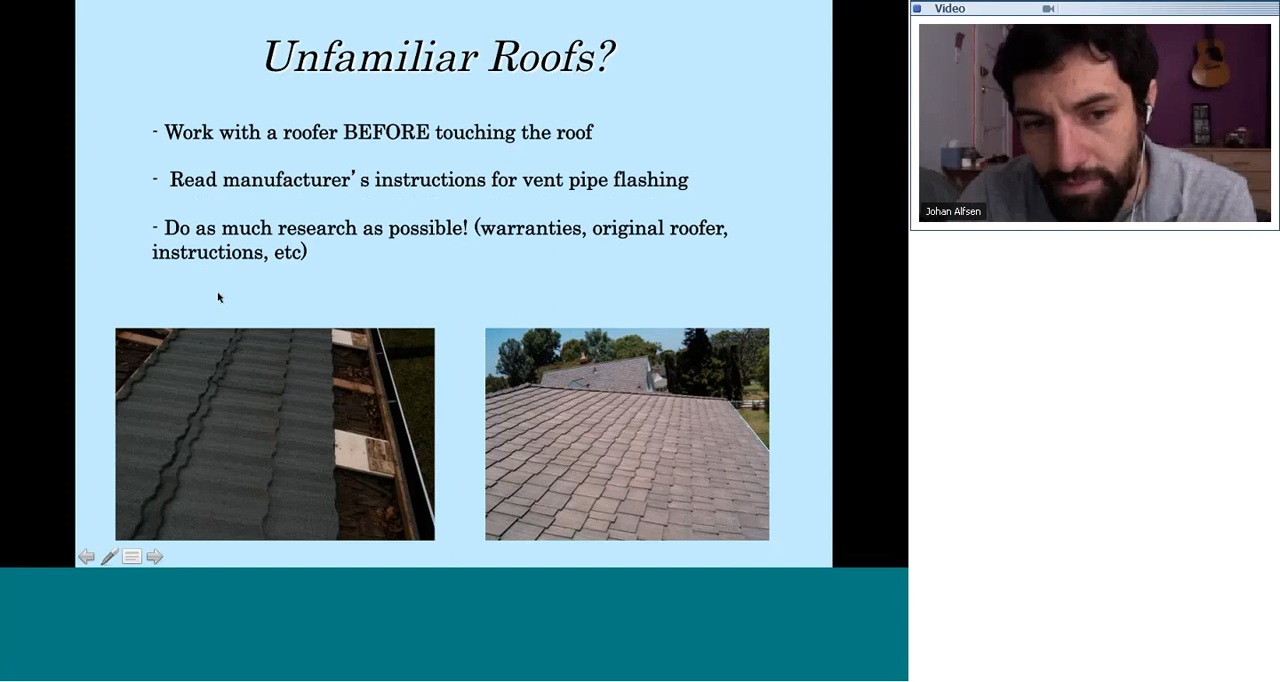 Unfamiliar Roofs?
- Work with a roofer BEFORE touching the roof
- Read manufacturer's instructions for vent pipe flashing
- Do as much research as possible! (warranties, original roofer,
instructions, etc)
Video
Johan Alfsen